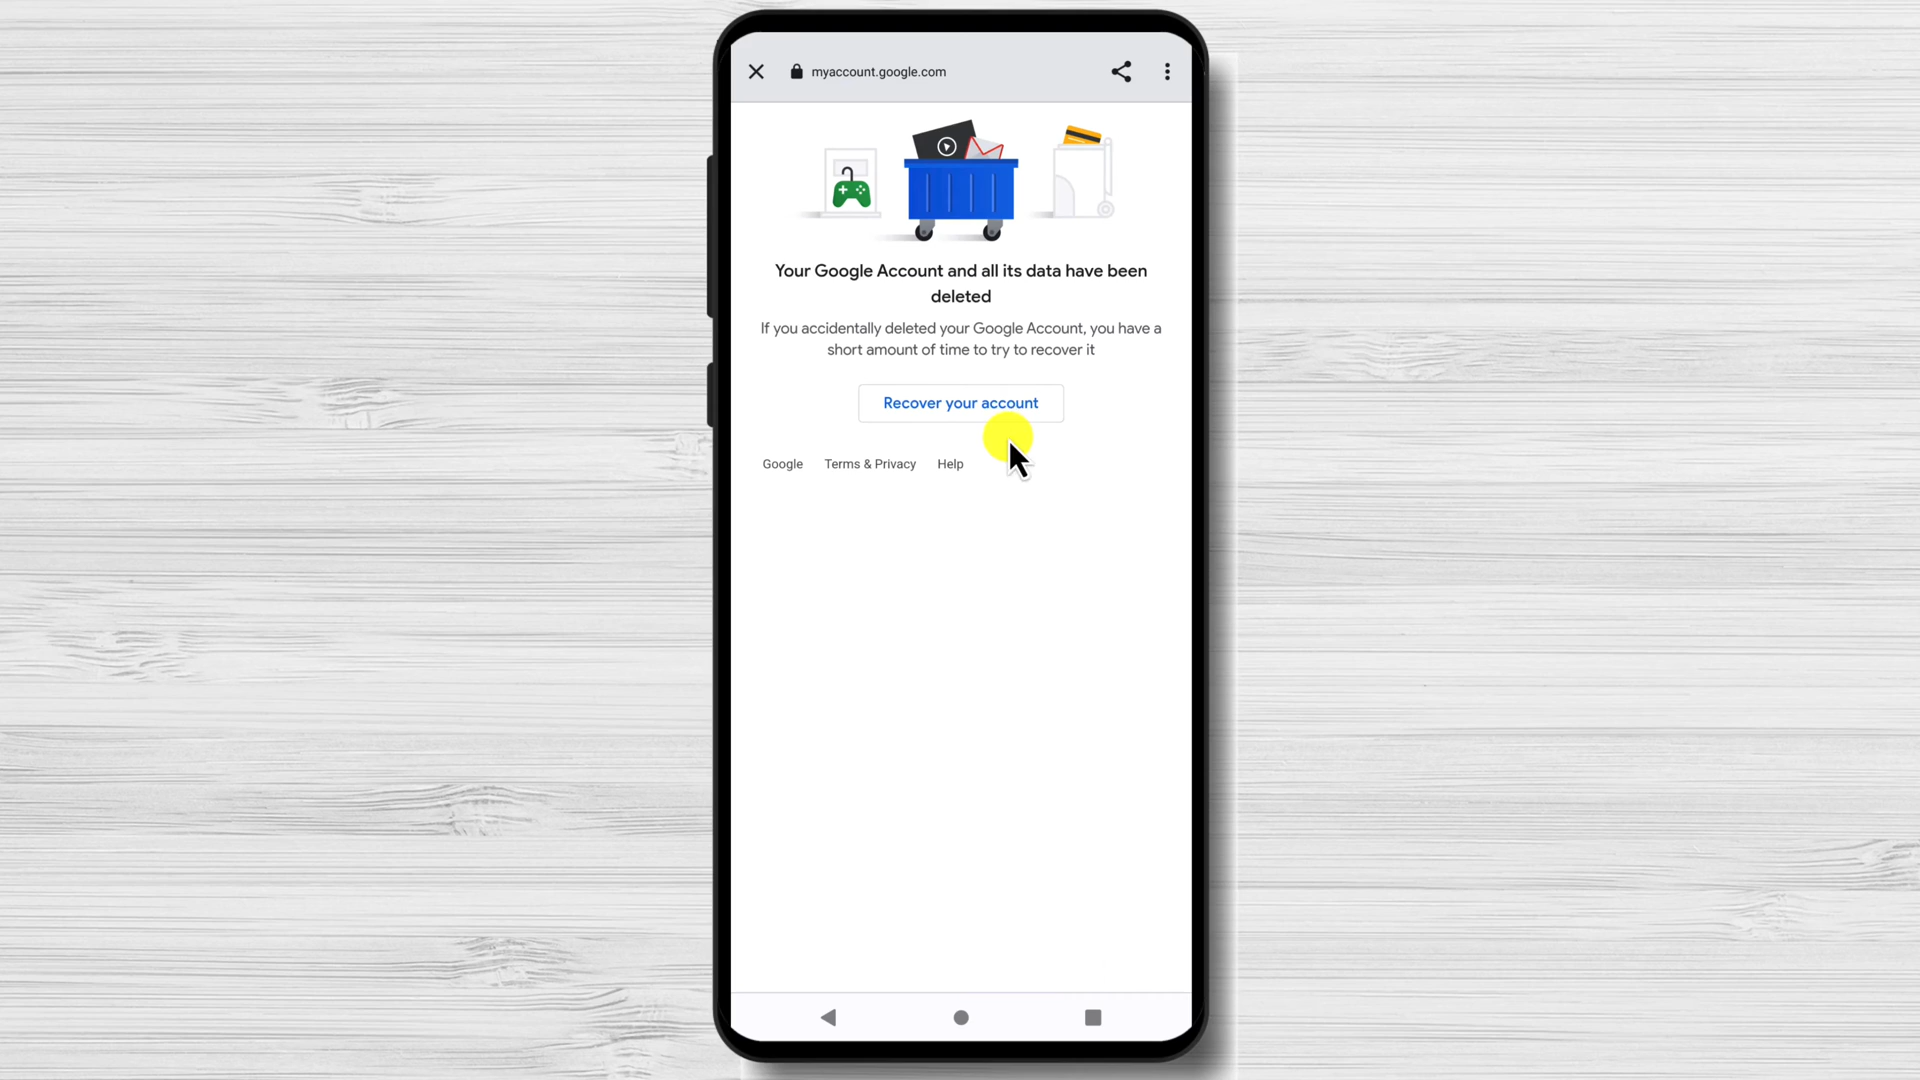 myaccount.google.com
Your Google Account and all its data have been
deleted
If you accidentally deleted your Google Account, you have a
short amount of time to try to recover it
Recover your account
Google Terms & Privacy Help